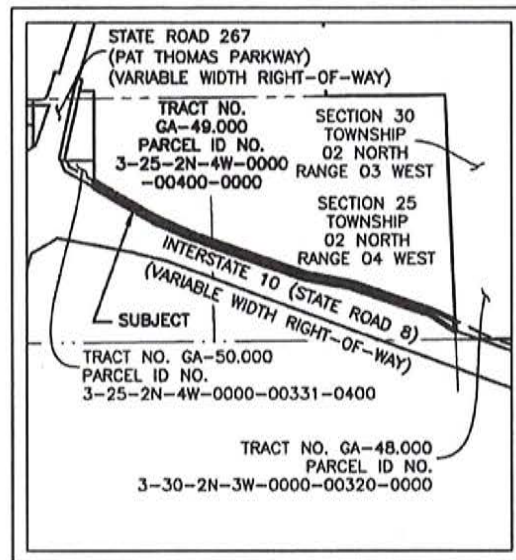 STATE ROAD 267
(PAT THOMAS PARKWAY)
(VARIABLE WIDTH RIGHT-OF-WAY)
TRACT NO.
GA-49.000
PARCEL ID NO.
3-25-2N-4W-0000
-00400-0000
SECTION 30
TOWNSHIP
02 NORTH
RANGE 03 WEST
SECTION 25
TOWNSHIP
02 NORTH
RANGE 04 WEST
INTERSTATE 10 (STATE ROAD 8)
(VARIABLE WIDTH RIGHT-OF-WAY)
SUBJECT
TRACT NO. GA-50.000
PARCEL ID NO.
3-25-2N-4W-0000-00331-0400
TRACT NO. GA-48.000
PARCEL ID NO.
3-30-2N-3W-0000-00320-0000